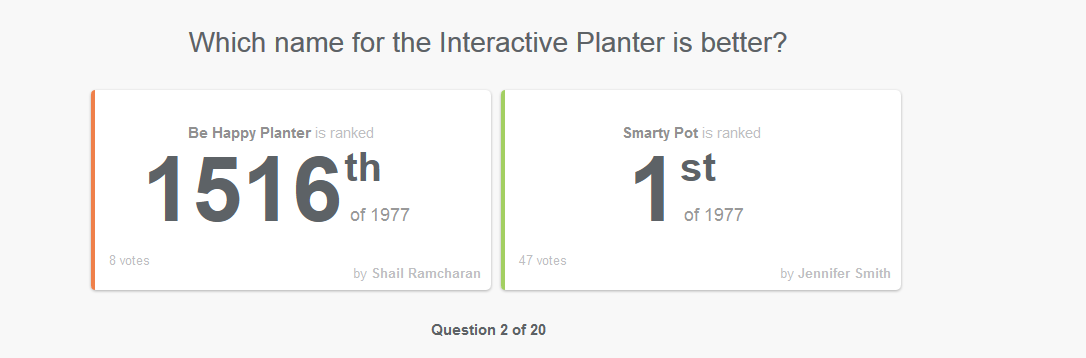 Which name for the Interactive Planter is better?
Be Happy Planter is ranked
1516th
of 1977
8 votes
by Shail Ramcharan
Smarty Pot is ranked
1st
of 1977
47 votes
by Jennifer Smith
Question 2 of 20